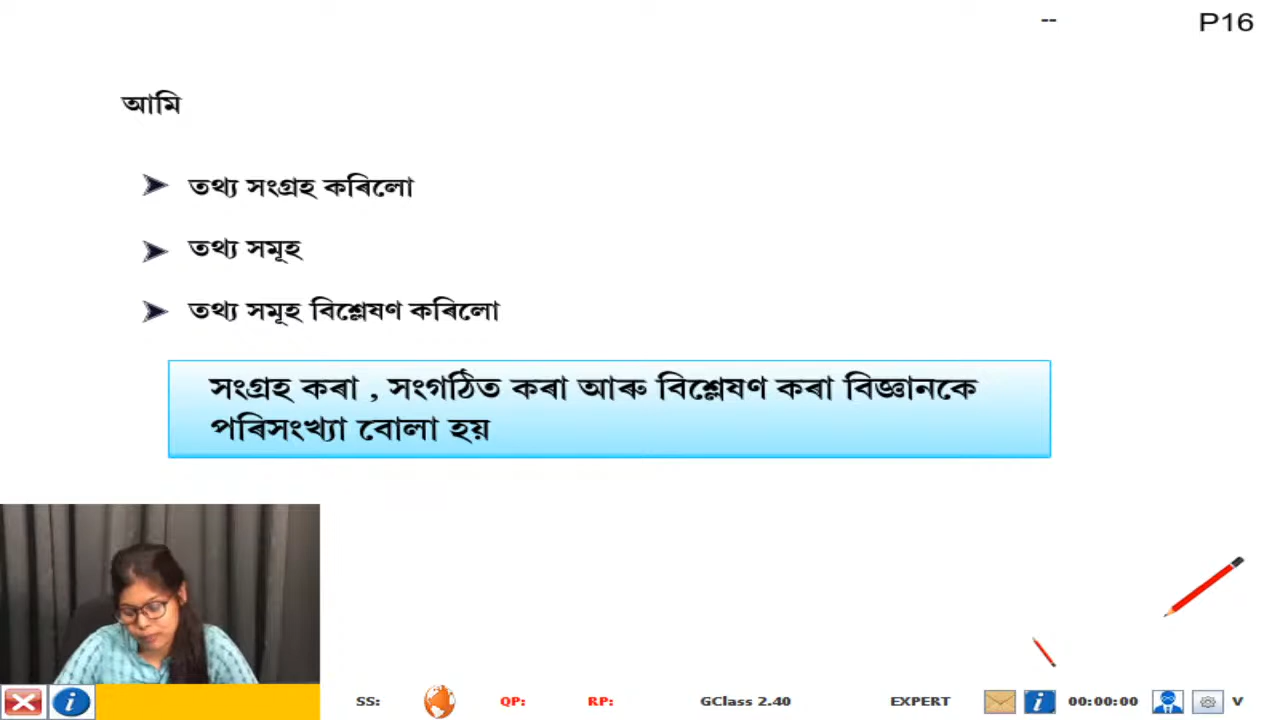 -- P16
আমি
➤ তথ্য সংগ্ৰহ কৰিলো
➤ তথ্য সমূহ
➤ তথ্য সমূহ বিশ্লেষণ কৰিলো
সংগ্ৰহ কৰা , সংগঠিত কৰা আৰু বিশ্লেষণ কৰা বিজ্ঞানকে
পৰিসংখ্যা বোলা হয়
SS: QP: RP: GClass 2.40 EXPERT 00:00:00 V